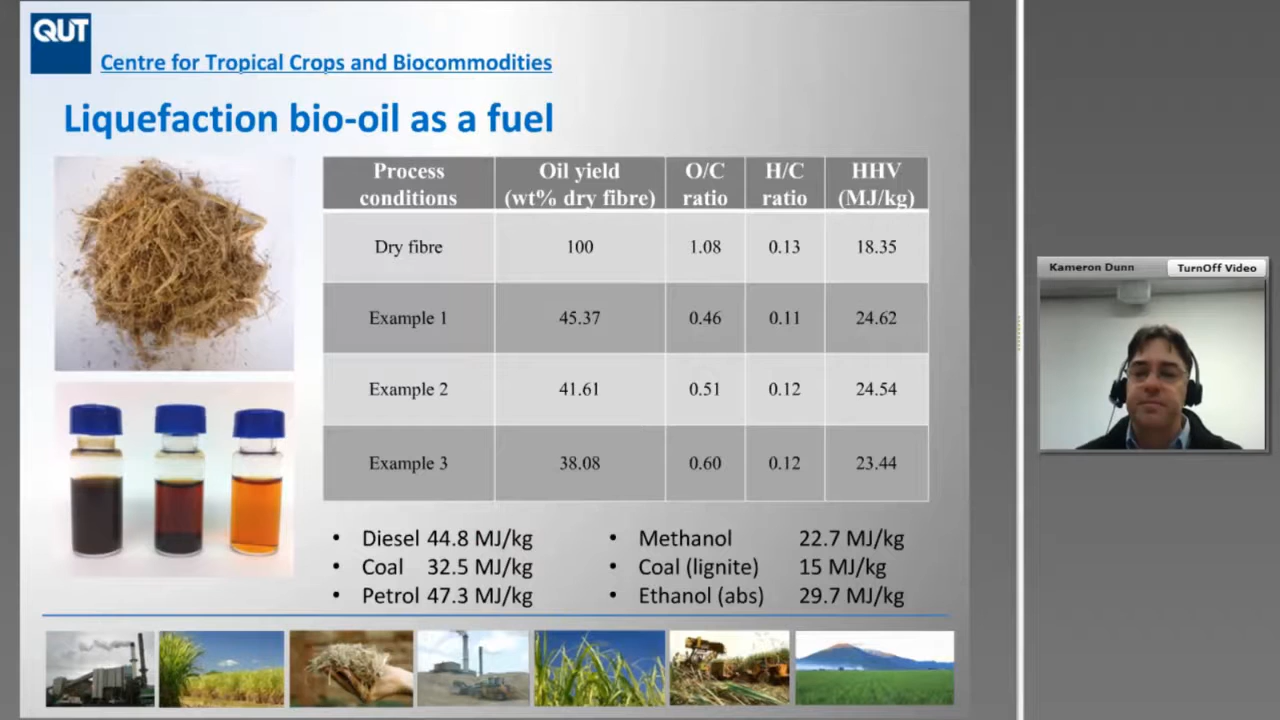 QUT
Centre for Tropical Crops and Biocommodities
Liquefaction bio-oil as a fuel
Process conditions Oil yield (wt% dry fibre) O/C ratio H/C ratio HHV (MJ/kg)
Dry fibre 100 1.08 0.13 18.35
Example 1 45.37 0.46 0.11 24.62
Example 2 41.61 0.51 0.12 24.54
Example 3 38.08 0.60 0.12 23.44
• Diesel 44.8 MJ/kg
• Coal 32.5 MJ/kg
• Petrol 47.3 MJ/kg
• Methanol 22.7 MJ/kg
• Coal (lignite) 15 MJ/kg
• Ethanol (abs) 29.7 MJ/kg
Kameron Dunn TurnOff Video